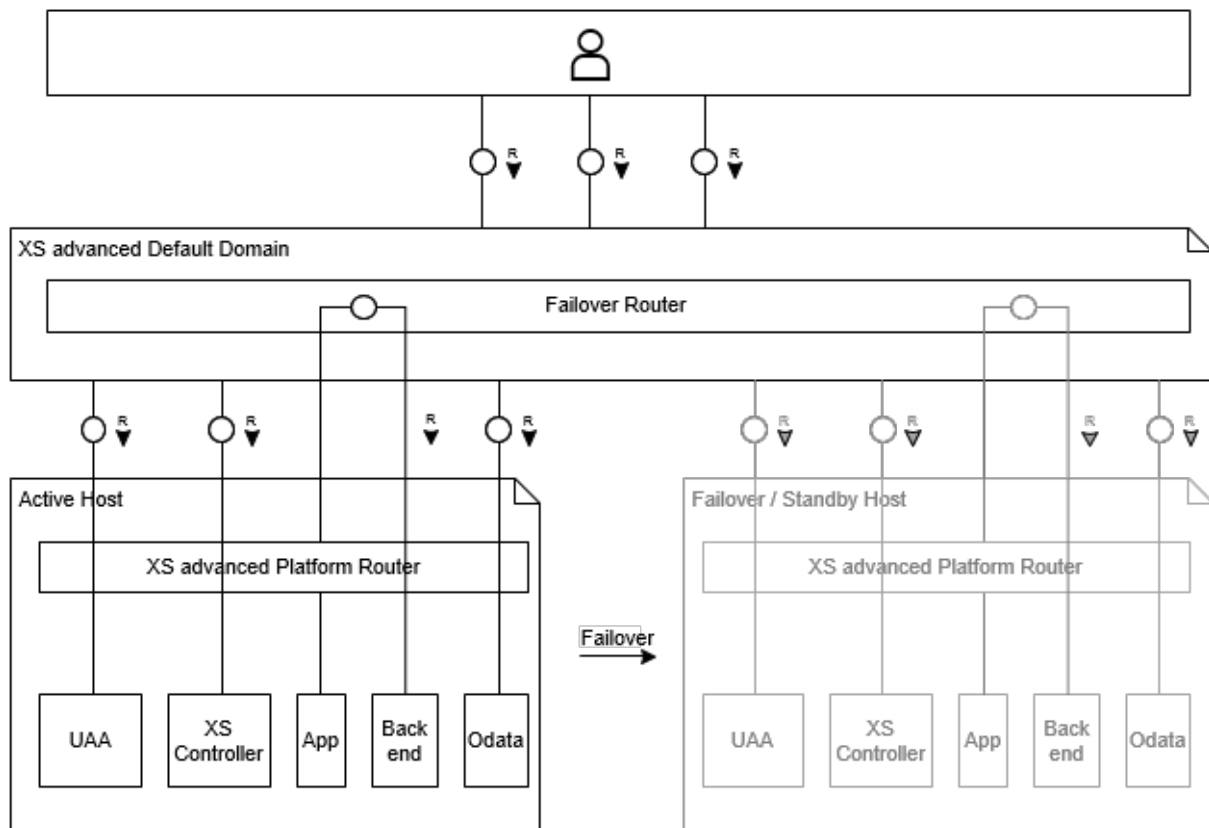 R R R
XS advanced Default Domain
Failover Router
R R R R R R R R
Active Host
Failover / Standby Host
XS advanced Platform Router
XS advanced Platform Router
Failover
UAA
XS
Controller
App
Back
end
Odata
UAA
XS
Controller
App
Back
end
Odata